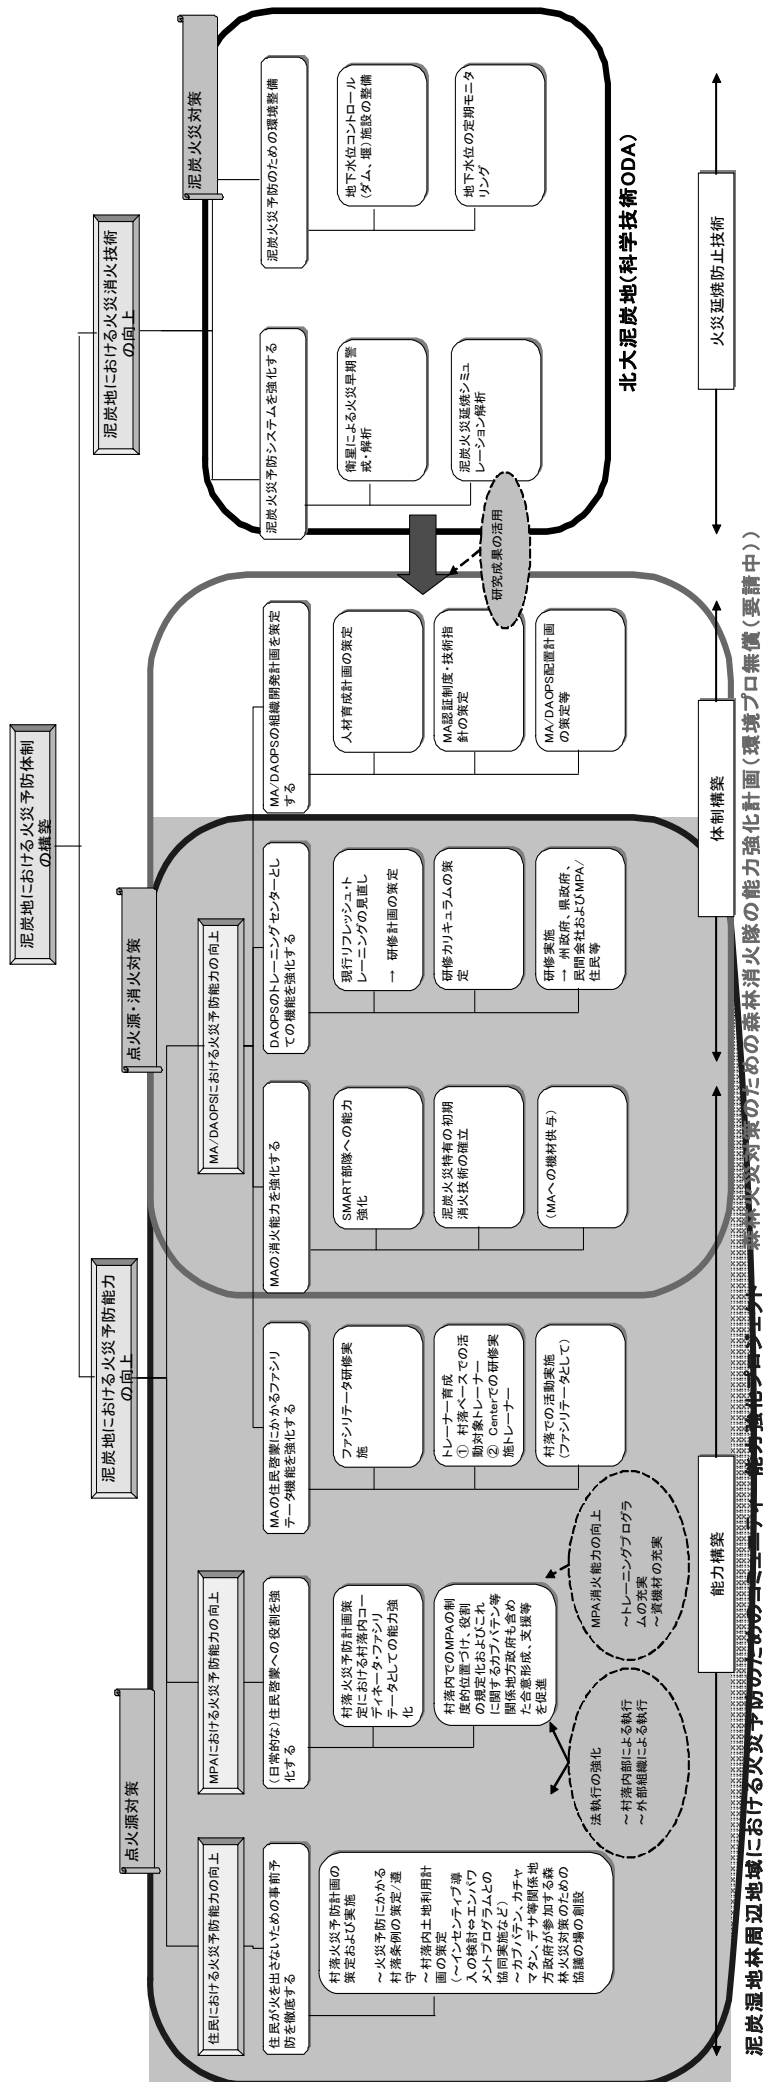 泥炭地における火災予防体制
の構築
泥炭地における火災予防能力
の向上
泥炭地における火災消火技術
の向上
点火源対策
点火源・消火対策
泥炭火災対策
住民における火災予防能力の向上
MPAにおける火災予防能力の向上
MA/DAOPSにおける火災予防能力の向上
住民が火を出さないための事前予
防を徹底する
(日常的な)住民啓蒙への役割を強
化する
MAの住民啓蒙にかかるファシリ
テータ機能を強化する
MAの消火能力を強化する
DAOPSのトレーニングセンターとし
ての機能を強化する
MA/DAOPSの組織開発計画を策定
する
泥炭火災予防システムを強化する
泥炭火災予防のための環境整備
村落火災予防計画の
策定および実施
~火災予防にかかる
村落条例の策定/遵
守
~村落内土地利用計
画の策定
(~インセンティブ導
入の検討⇔エンパワ
メントプログラムとの
協同実施など)
~カブパテン、カチャ
マタン、デサ等関係地
方政府が参加する森
林火災対策のための
協議の場の創設
村落火災予防計画策
定における村落内コー
ディネータ・ファシリ
テータとしての能力強
化
村落内でのMPAの制
度的位置づけ、役割
の規定化およびこれ
に関するカブパテン等
関係地方政府も含め
た合意形成、支援等
を促進
ファシリテータ研修実
施
トレーナー育成
① 村落ベースでの活
動対象トレーナー
② Centerでの研修実
施トレーナー
村落での活動実施
(ファシリテータとして)
SMART部隊への能力
強化
泥炭火災特有の初期
消火技術の確立
(MAへの機材供与)
現行リフレッシュ・ト
レーニングの見直し
→ 研修計画の策定
研修カリキュラムの策
定
研修実施
→ 州政府、県政府、
民間会社およびMPA/
住民等
人材育成計画の策定
MA認証制度・技術指
針の策定
MA/DAOPS配置計画
の策定等
衛星による火災早期警
戒・解析
泥炭火災延焼シミュ
レーション解析
地下水位コントロール
(ダム、堰)施設の整備
地下水位の定期モニタ
リング
法執行の強化
~村落内部による執行
~外部組織による執行
MPA消火能力の向上
~トレーニングプログラ
ムの充実
~資機材の充実
研究成果の活用
北大泥炭地(科学技術ODA)
能力構築
体制構築
火災延焼防止技術
泥炭湿地林周辺地域における火災予防のためのコミュニティ能力強化プロジェクト
森林火災対策のための森林消火隊の能力強化計画(環境プロ無償(要請中))